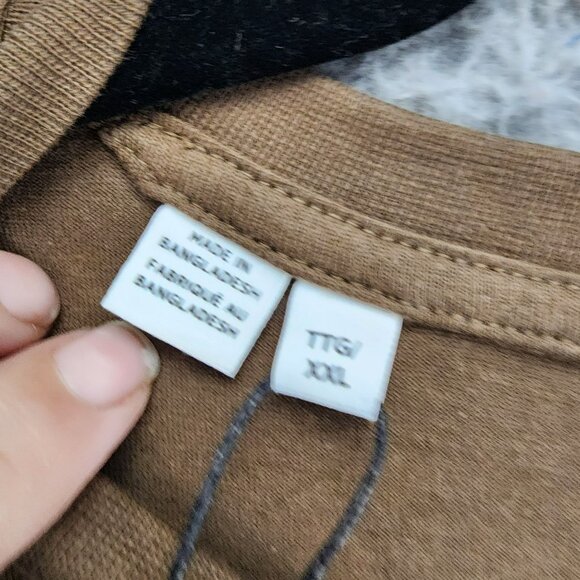 MADE IN
BANGLADESH
FABRIQUÉ AU
BANGLADESH
TTG/
XXL